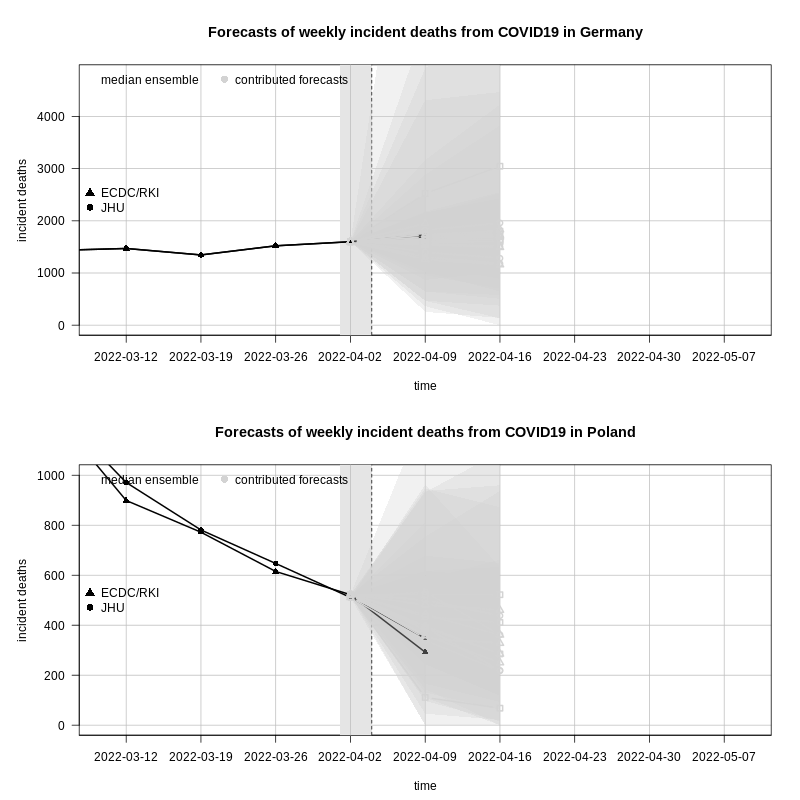 Forecasts of weekly incident deaths from COVID19 in Germany
median ensemble contributed forecasts
4000
3000
2000
1000
0
incident deaths
ECDC/RKI
JHU
2022-03-12 2022-03-19 2022-03-26 2022-04-02 2022-04-09 2022-04-16 2022-04-23 2022-04-30 2022-05-07
time
Forecasts of weekly incident deaths from COVID19 in Poland
median ensemble contributed forecasts
1000
800
600
400
200
0
incident deaths
ECDC/RKI
JHU
2022-03-12 2022-03-19 2022-03-26 2022-04-02 2022-04-09 2022-04-16 2022-04-23 2022-04-30 2022-05-07
time